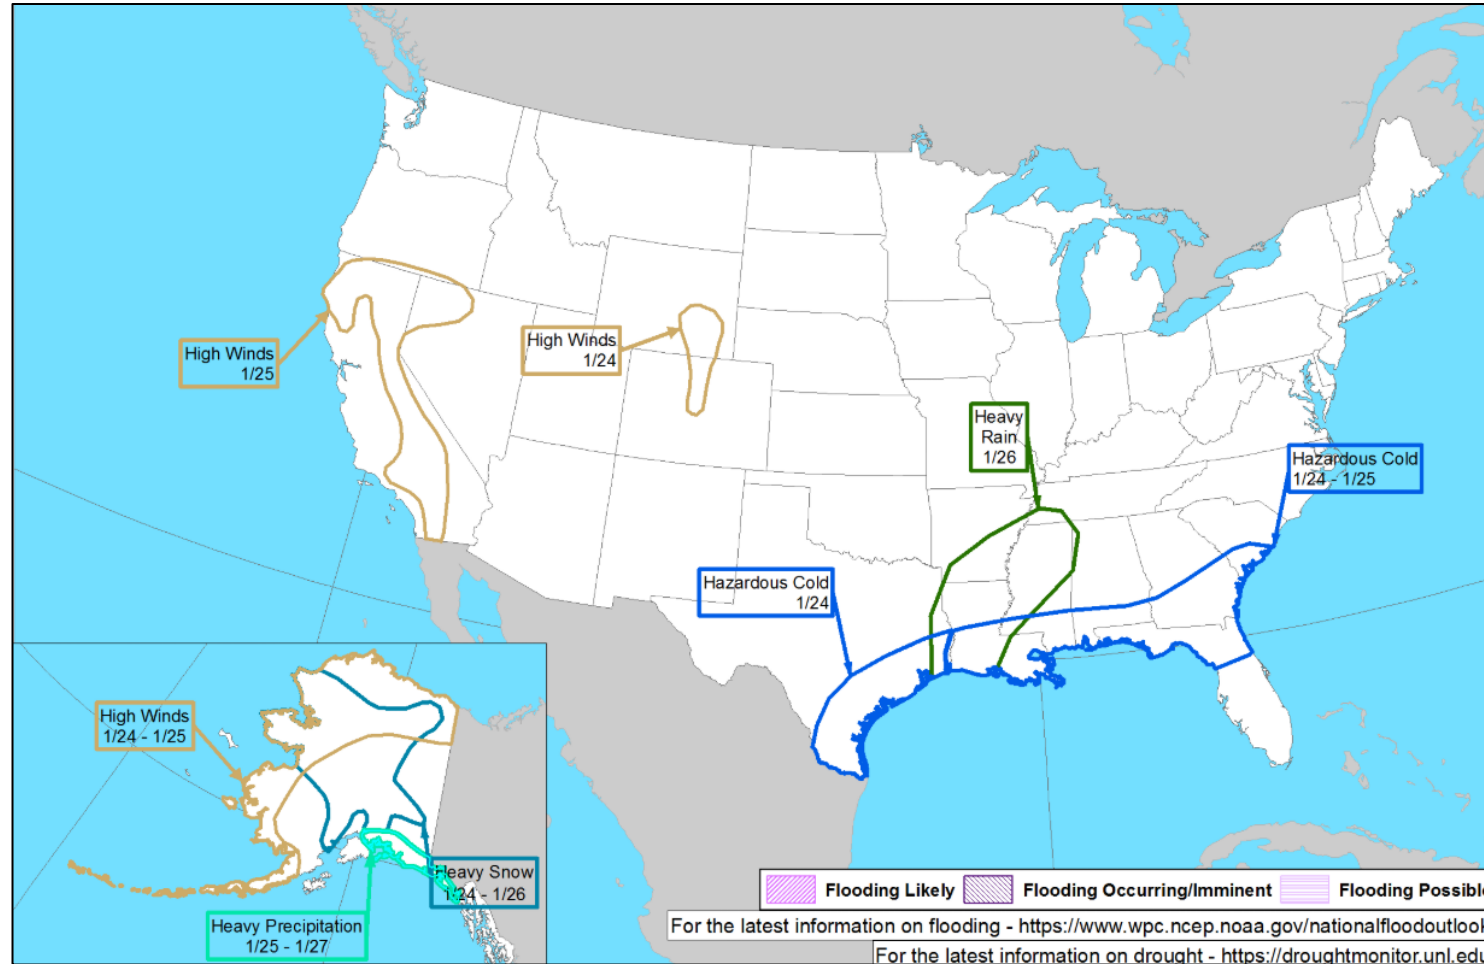 High Winds
1/25
High Winds
1/24
Heavy
Rain
1/26
Hazardous Cold
1/24 - 1/25
Hazardous Cold
1/24
High Winds
1/24 - 1/25
Heavy Snow
1/24 - 1/26
Heavy Precipitation
1/25 - 1/27
Flooding Likely
Flooding Occurring/Imminent
Flooding Possible
For the latest information on flooding - https://www.wpc.ncep.noaa.gov/nationalfloodoutlook
For the latest information on drought - https://droughtmonitor.unl.edu